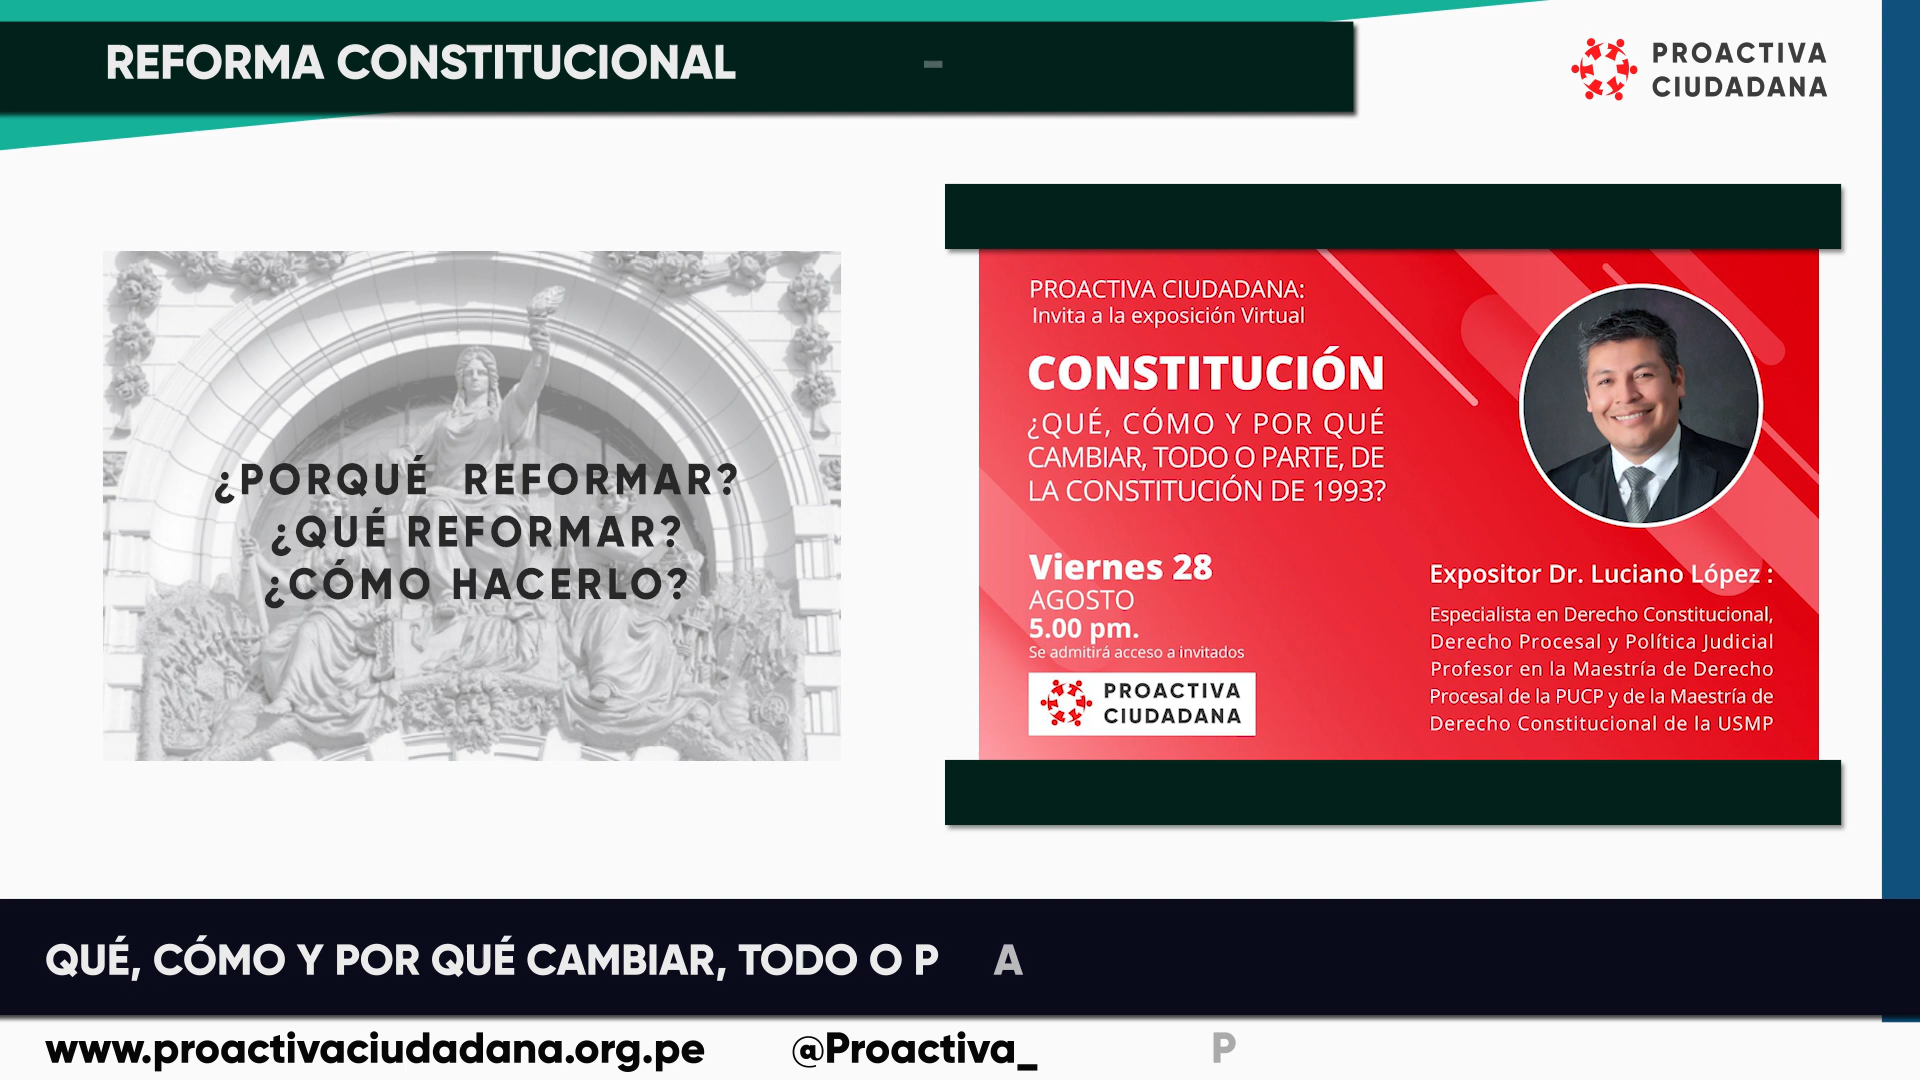 REFORMA CONSTITUCIONAL -
PROACTIVA
CIUDADANA
¿PORQUÉ REFORMAR?
¿QUÉ REFORMAR?
¿CÓMO HACERLO?
PROACTIVA CIUDADANA:
Invita a la exposición Virtual
CONSTITUCIÓN
¿QUÉ, CÓMO Y POR QUÉ
CAMBIAR, TODO O PARTE, DE
LA CONSTITUCIÓN DE 1993?
Viernes 28
AGOSTO
5.00 pm.
Se admitirá acceso a invitados
PROACTIVA
CIUDADANA
Expositor Dr. Luciano López :
Especialista en Derecho Constitucional,
Derecho Procesal y Política Judicial
Profesor en la Maestría de Derecho
Procesal de la PUCP y de la Maestría de
Derecho Constitucional de la USMP
QUÉ, CÓMO Y POR QUÉ CAMBIAR, TODO O P A
www.proactivaciudadana.org.pe @Proactiva_ P